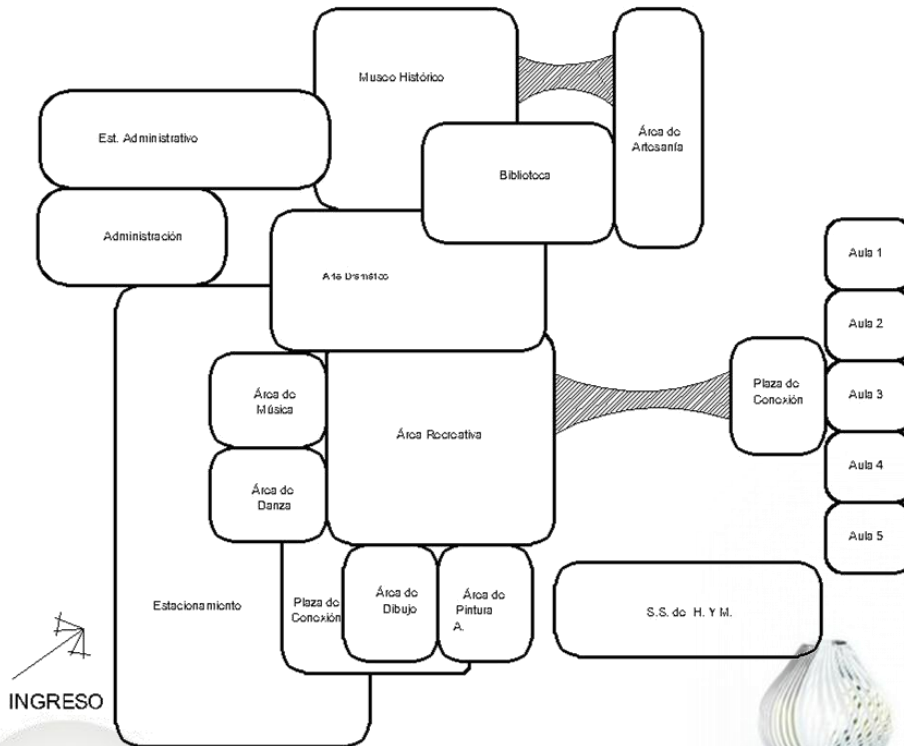 Museo Histórico
Est. Administrativo
Área de
Artesanía
Biblioteca
Administración
Arte Dramático
Aula 1
Aula 2
Plaza de
Conexión
Aula 3
Área de
Música
Área Recreativa
Aula 4
Área de
Danza
Aula 5
Estacionamiento
Plaza de
Conexión
Área de
Dibujo
Área de
Pintura
A.
S.S. de H. Y M.
INGRESO